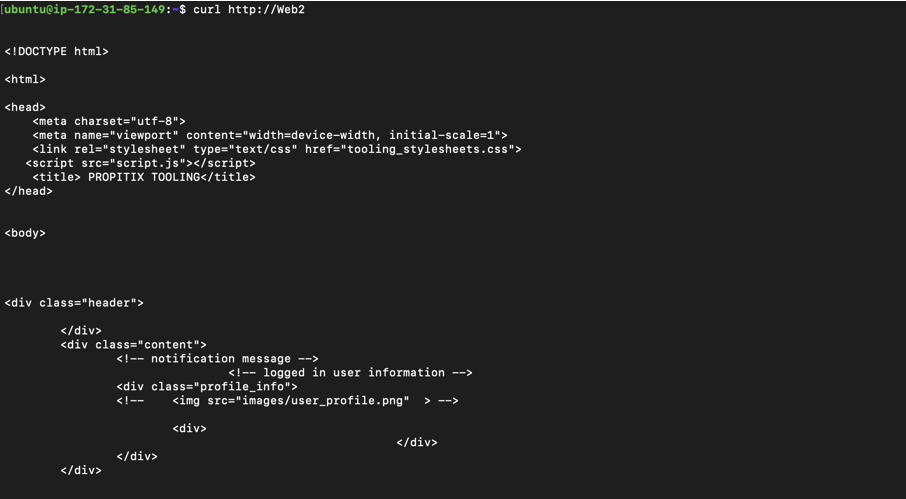 [ubuntu@ip-172-31-85-149:~$ curl http://Web2
<!DOCTYPE html>
<html>
<head>
    <meta charset="utf-8">
    <meta name="viewport" content="width=device-width, initial-scale=1">
    <link rel="stylesheet" type="text/css" href="tooling_stylesheets.css">
   <script src="script.js"></script>
    <title> PROPITIX TOOLING</title>
</head>
<body>
<div class="header">
        </div>
        <div class="content">
                <!-- notification message -->
                                <!-- logged in user information -->
                <div class="profile_info">
                <!--    <img src="images/user_profile.png"  > -->
                        <div>
                                                        </div>
                </div>
        </div>